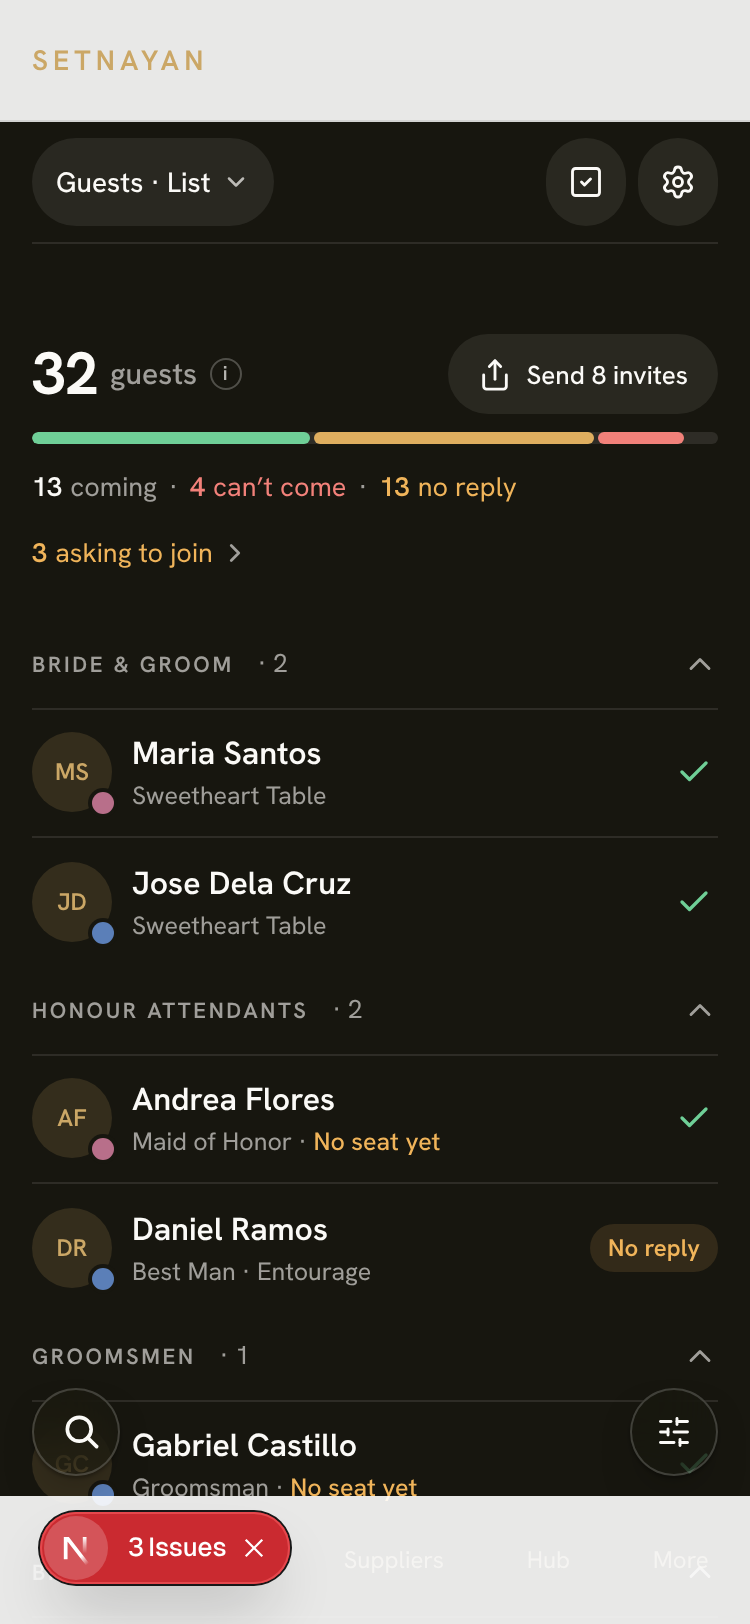 SETNAYAN
Guests · List
32 guests i
Send 8 invites
13 coming · 4 can’t come · 13 no reply
3 asking to join
BRIDE & GROOM · 2
MS
Maria Santos
Sweetheart Table
JD
Jose Dela Cruz
Sweetheart Table
HONOUR ATTENDANTS · 2
AF
Andrea Flores
Maid of Honor · No seat yet
DR
Daniel Ramos
Best Man · Entourage
No reply
GROOMSMEN · 1
GC
Gabriel Castillo
Groomsman · No seat yet
N 3 Issues
Suppliers
Hub
More